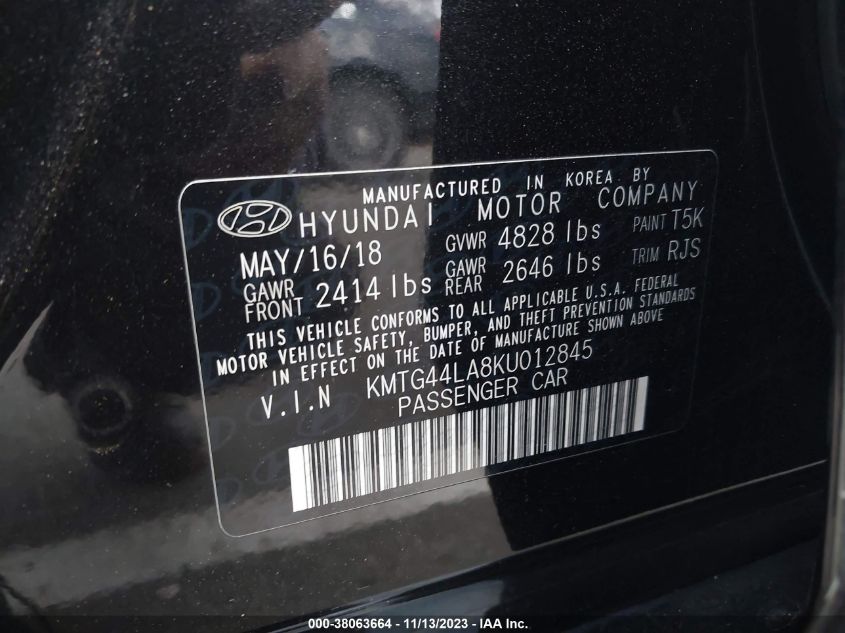 MANUFACTURED IN KOREA BY
HYUNDAI MOTOR COMPANY
MAY/16/18 GVWR 4828 lbs PAINT T5K
GAWR FRONT 2414 lbs GAWR REAR 2646 lbs TRIM RJS
THIS VEHICLE CONFORMS TO ALL APPLICABLE U.S.A. FEDERAL
MOTOR VEHICLE SAFETY, BUMPER, AND THEFT PREVENTION STANDARDS
IN EFFECT ON THE DATE OF MANUFACTURE SHOWN ABOVE
V.I.N KMTG44LA8KU012845
PASSENGER CAR
000-38063664 - 11/13/2023 - IAA Inc.